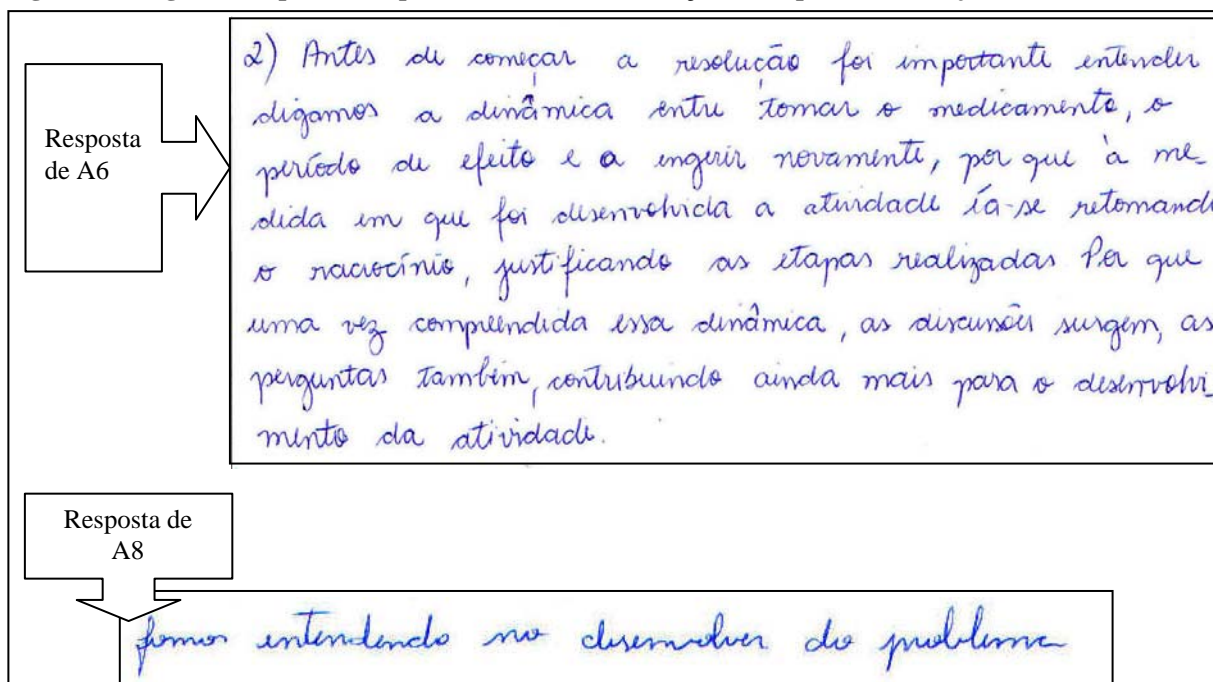 Resposta
de A6
2) Antes de começar a resolução foi importante entender
digamos a dinâmica entre tomar o medicamento, o
período de efeito e a ingerir novamente, por que à me-
dida em que foi desenvolvida a atividade ía-se retomando
o raciocínio, justificando as etapas realizadas Por que
uma vez compreendida essa dinâmica, as discussões surgem, as
perguntas também, contribuindo ainda mais para o desenvolvi-
mento da atividade.
Resposta de
A8
fomos entendendo no desenvolver do problema